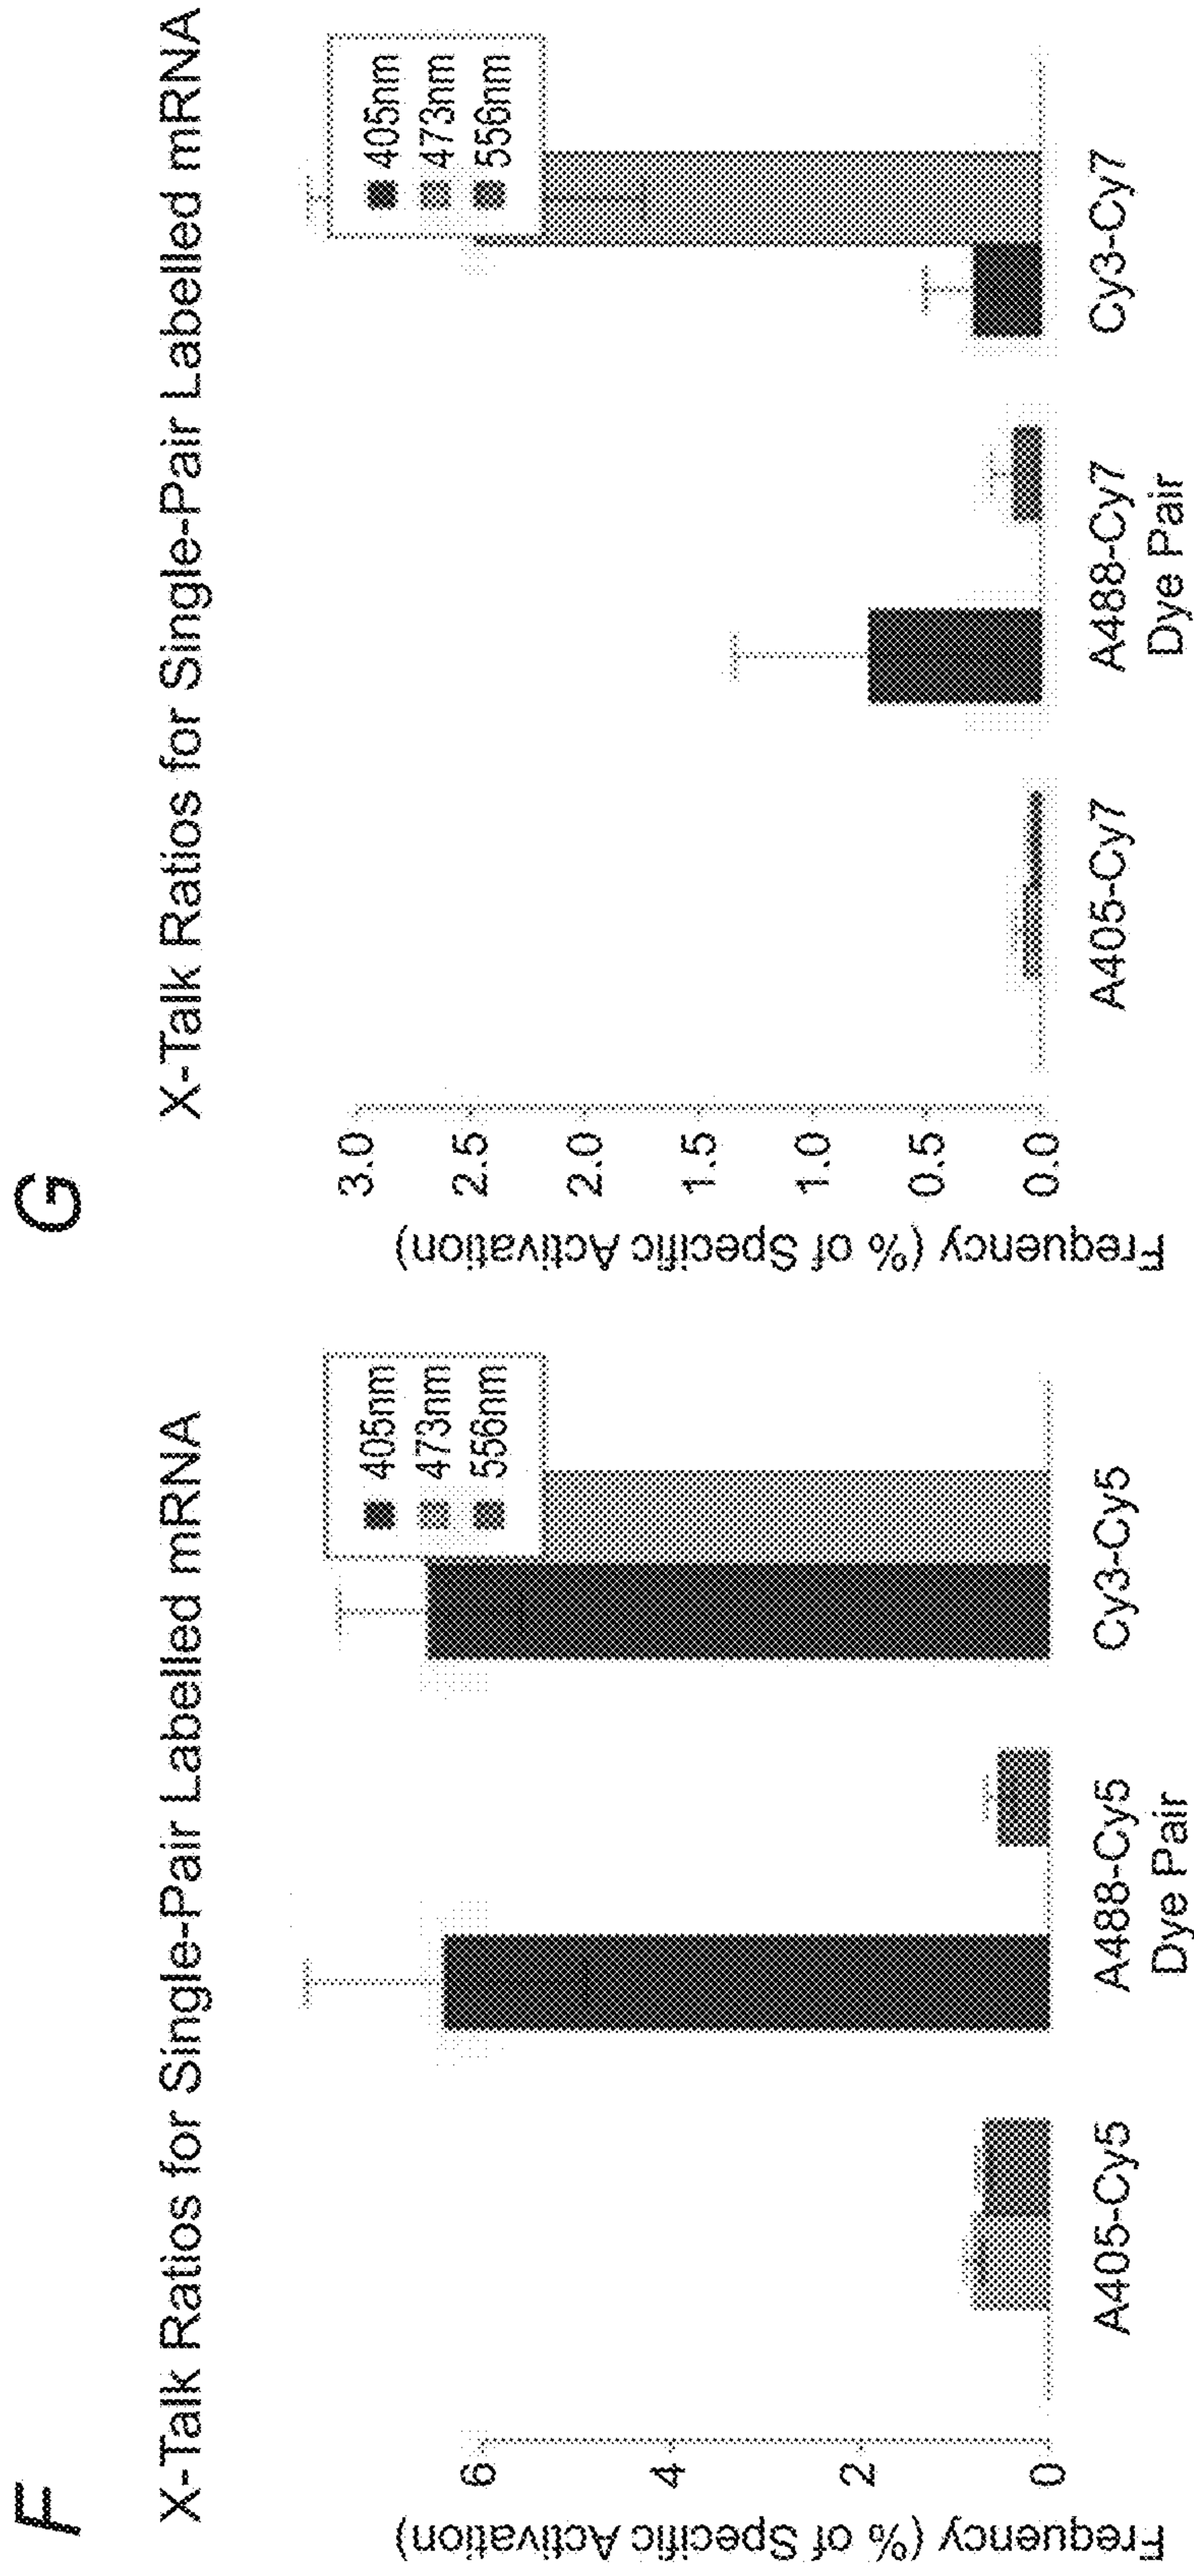 F
X-Talk Ratios for Single-Pair Labelled mRNA
Frequency (% of Specific Activation)
6
4
2
0
405nm
473nm
556nm
A405-Cy5
A488-Cy5
Cy3-Cy5
Dye Pair
G
X-Talk Ratios for Single-Pair Labelled mRNA
Frequency (% of Specific Activation)
3.0
2.5
2.0
1.5
1.0
0.5
0.0
405nm
473nm
556nm
A405-Cy7
A488-Cy7
Cy3-Cy7
Dye Pair